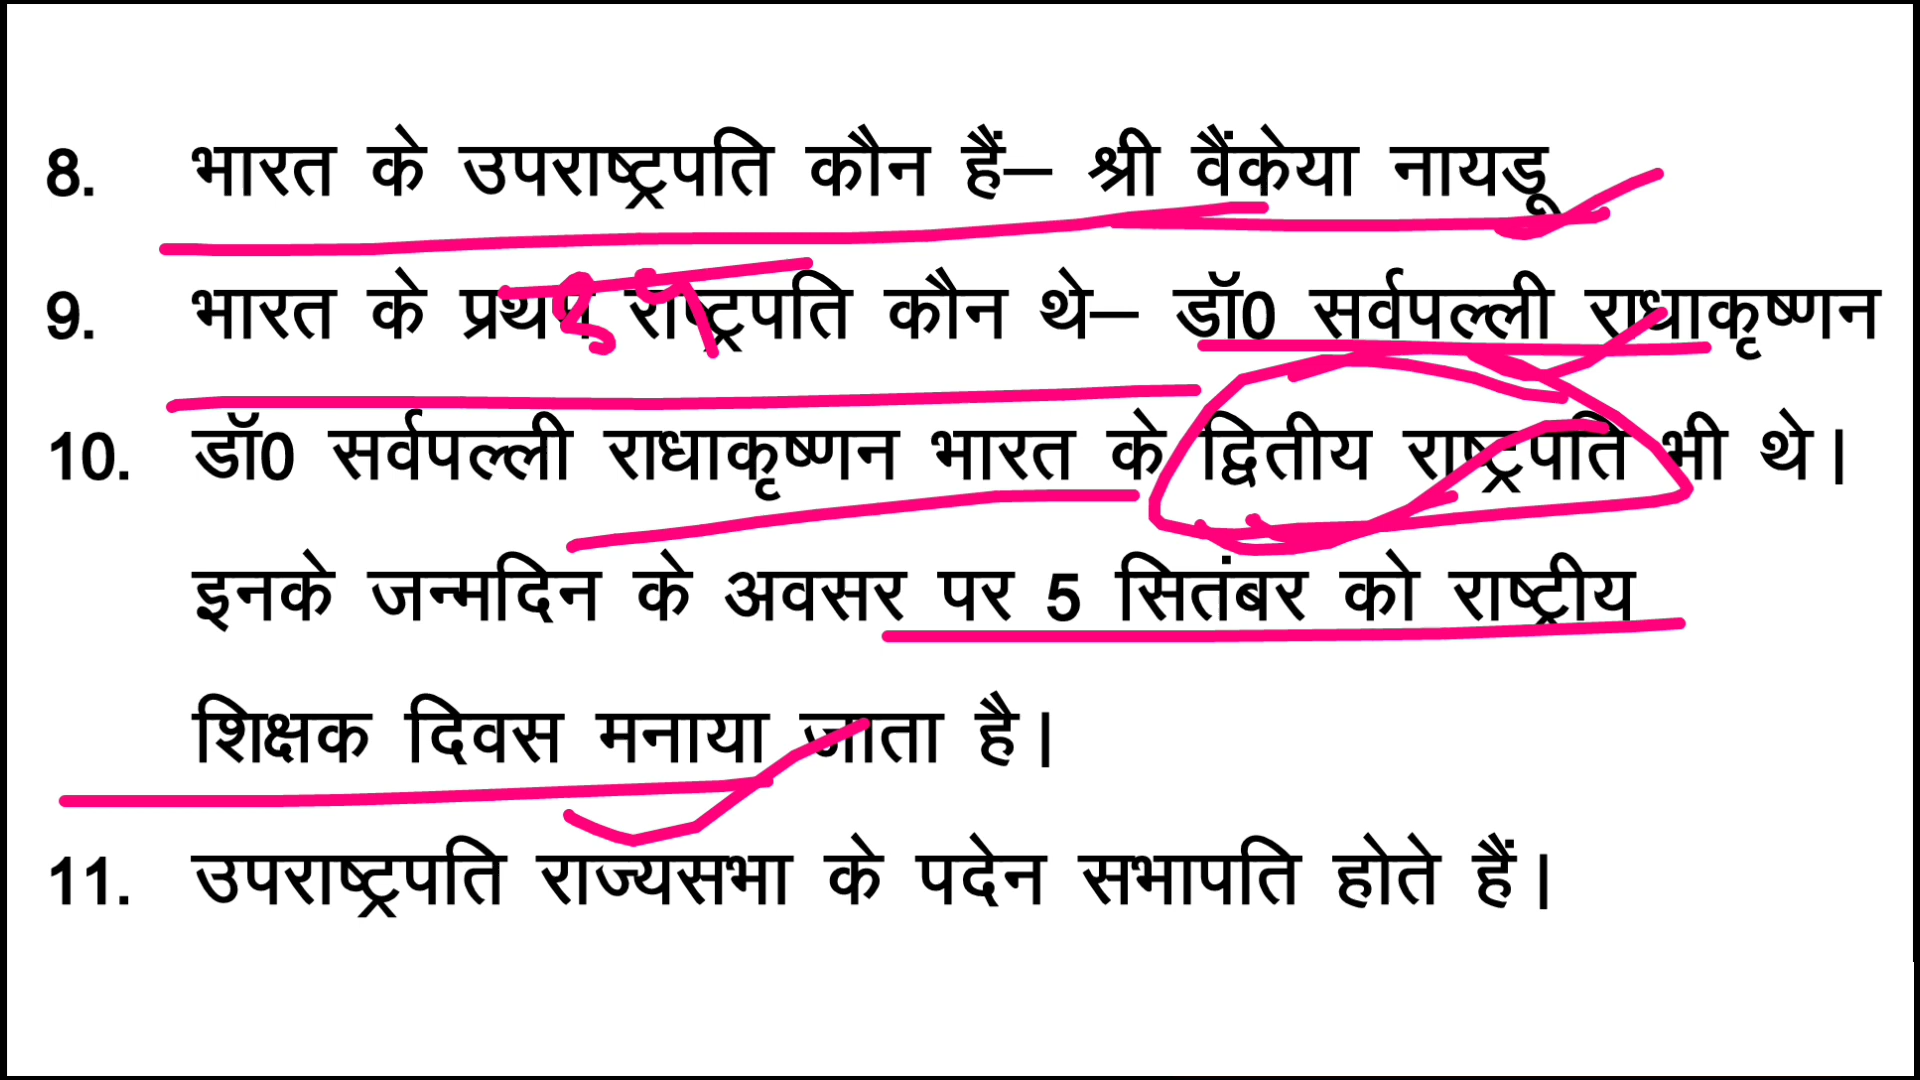 8. भारत के उपराष्ट्रपति कौन हैं– श्री वैंकेया नायडू
9. भारत के प्रथम राष्ट्रपति कौन थे– डॉ0 सर्वपल्ली राधाकृष्णन
10. डॉ0 सर्वपल्ली राधाकृष्णन भारत के द्वितीय राष्ट्रपति भी थे।
इनके जन्मदिन के अवसर पर 5 सितंबर को राष्ट्रीय
शिक्षक दिवस मनाया जाता है।
11. उपराष्ट्रपति राज्यसभा के पदेन सभापति होते हैं।